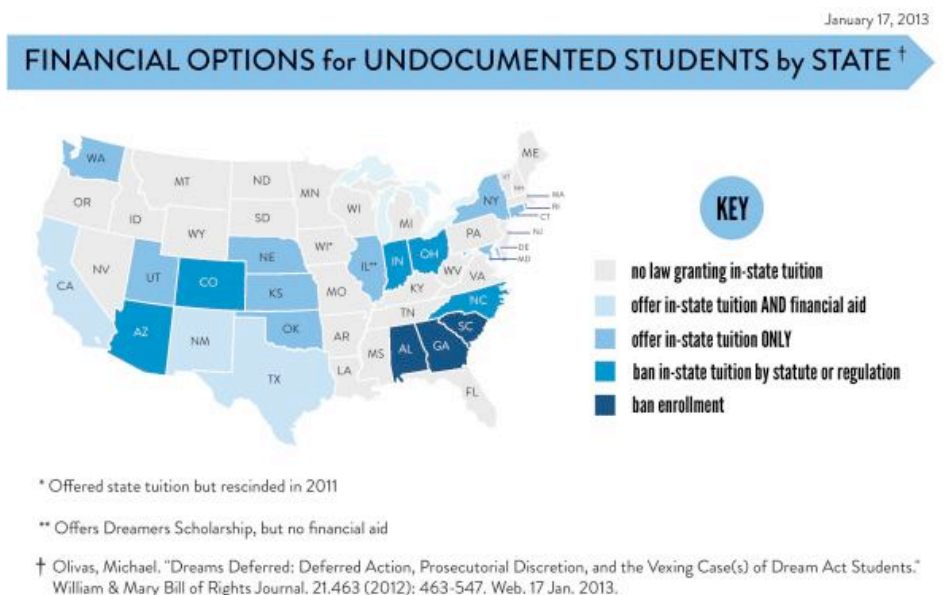 January 17, 2013
FINANCIAL OPTIONS for UNDOCUMENTED STUDENTS by STATE †
WA
MT
ND
MN
ME
VT
NH
MA
OR
ID
SD
WI
MI
NY
RI
CT
WY
WI*
PA
NJ
NV
UT
NE
IL**
IN
OH
DE
MD
CA
CO
KS
MO
KY
WV
VA
AZ
NM
OK
AR
TN
NC
TX
LA
MS
AL
GA
SC
FL
KEY
no law granting in-state tuition
offer in-state tuition AND financial aid
offer in-state tuition ONLY
ban in-state tuition by statute or regulation
ban enrollment
* Offered state tuition but rescinded in 2011
** Offers Dreamers Scholarship, but no financial aid
† Olivas, Michael. "Dreams Deferred: Deferred Action, Prosecutorial Discretion, and the Vexing Case(s) of Dream Act Students."
William & Mary Bill of Rights Journal. 21.463 (2012): 463-547. Web. 17 Jan. 2013.